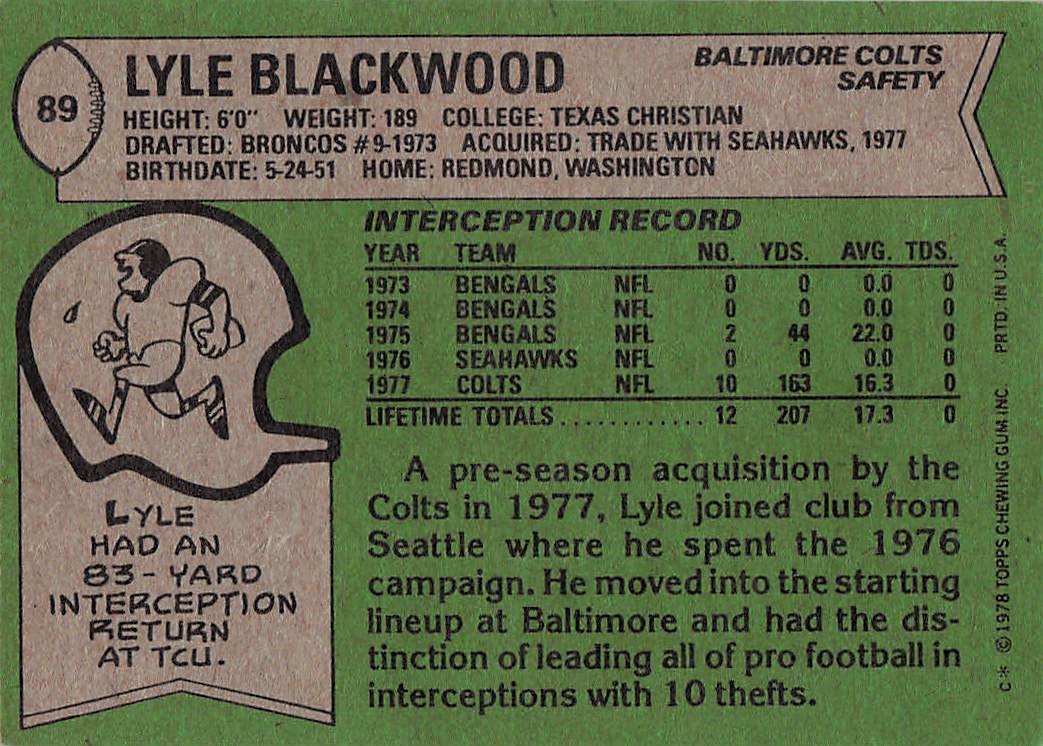 89
LYLE BLACKWOOD
BALTIMORE COLTS
SAFETY
HEIGHT: 6'0" WEIGHT: 189 COLLEGE: TEXAS CHRISTIAN
DRAFTED: BRONCOS #9-1973 ACQUIRED: TRADE WITH SEAHAWKS, 1977
BIRTHDATE: 5-24-51 HOME: REDMOND, WASHINGTON
INTERCEPTION RECORD
YEAR TEAM NO. YDS. AVG. TDS.
1973 BENGALS NFL 0 0 0.0 0
1974 BENGALS NFL 0 0 0.0 0
1975 BENGALS NFL 2 44 22.0 0
1976 SEAHAWKS NFL 0 0 0.0 0
1977 COLTS NFL 10 163 16.3 0
LIFETIME TOTALS............ 12 207 17.3 0
LYLE
HAD AN
83-YARD
INTERCEPTION
RETURN
AT TCU.
A pre-season acquisition by the
Colts in 1977, Lyle joined club from
Seattle where he spent the 1976
campaign. He moved into the starting
lineup at Baltimore and had the dis-
tinction of leading all of pro football in
interceptions with 10 thefts.
C* © 1978 TOPPS CHEWING GUM INC. PRTD. IN U.S.A.